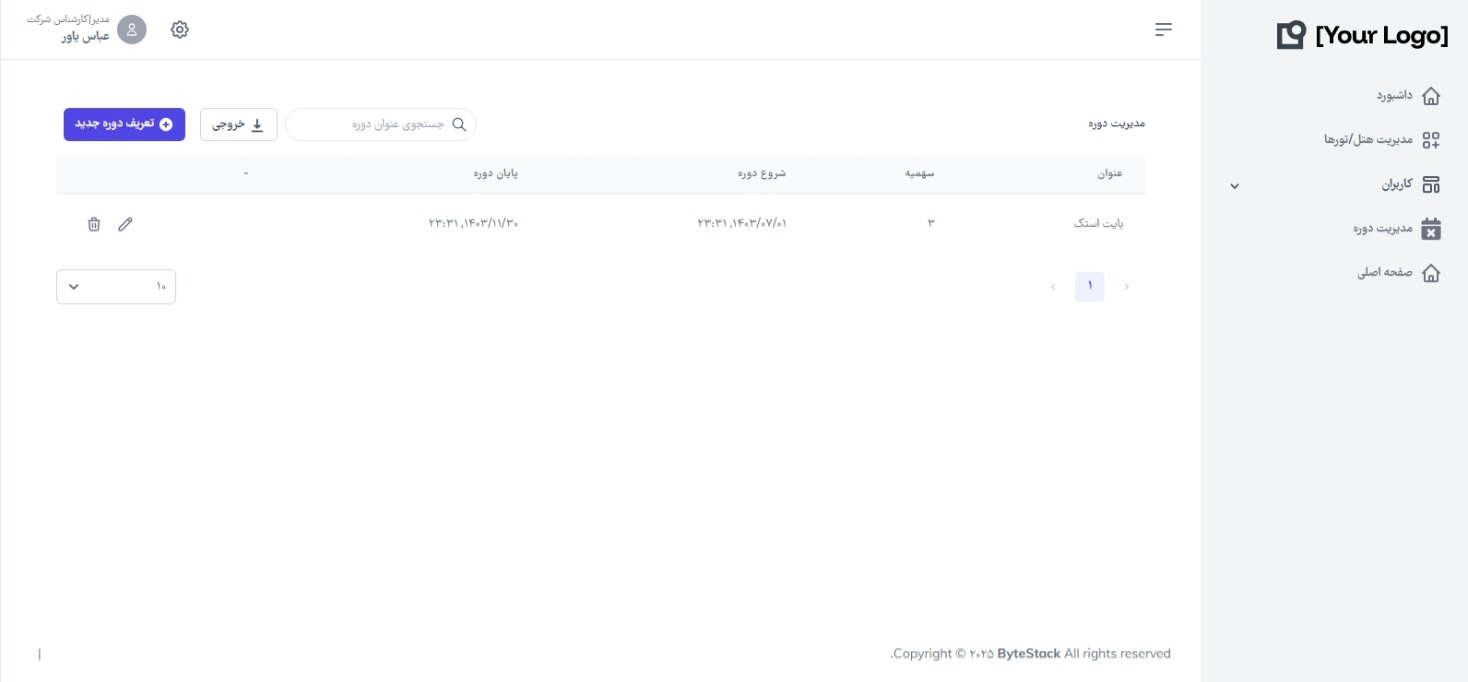 [Your Logo]
داشبورد
مدیریت هتل/تورها
کاربران
مدیریت دوره
صفحه اصلی
مدیر|کارشناس شرکت
عباس یاور
مدیریت دوره
جستجوی عنوان دوره
خروجی
تعریف دوره جدید
عنوان سهمیه شروع دوره پایان دوره -
بایت استک ۳ ۱۴۰۳/۰۷/۰۱, ۲۳:۳۱ ۱۴۰۳/۱۱/۳۰, ۲۳:۳۱
‹ ۱ ›
۱۰
.Copyright © ۲۰۲۵ ByteStack All rights reserved
|